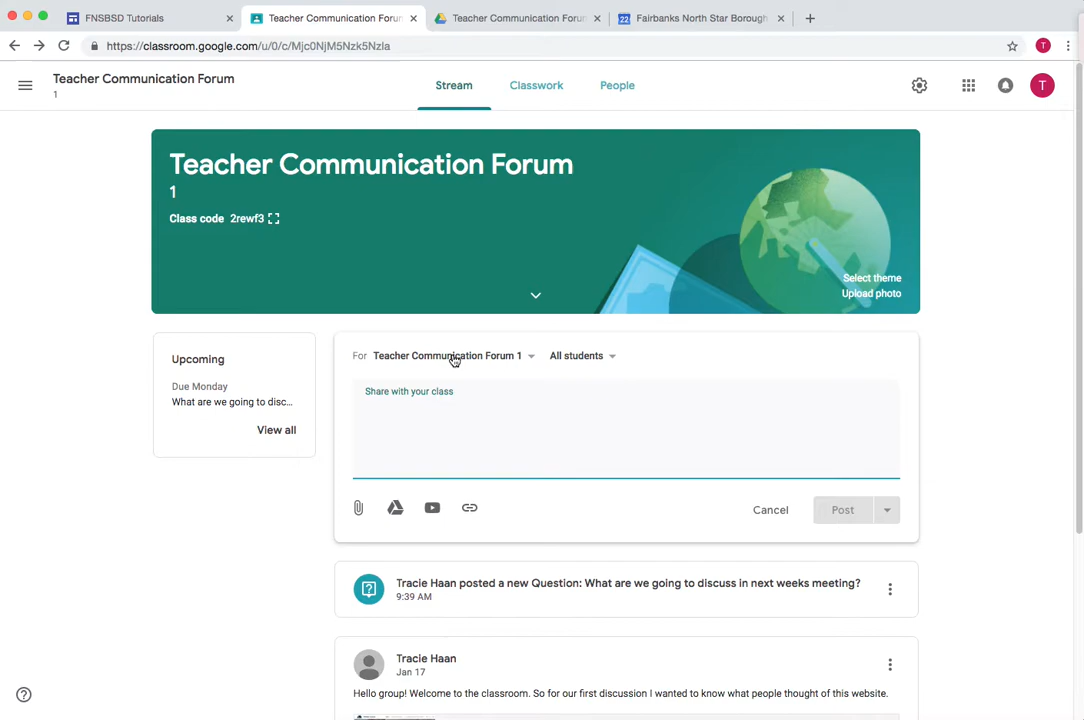 FNSBSD Tutorials
Teacher Communication Forum
Teacher Communication Forum
Fairbanks North Star Borough
https://classroom.google.com/u/0/c/Mjc0NjM5Nzk5Nzla
T
Teacher Communication Forum
1
Stream
Classwork
People
T
Teacher Communication Forum
1
Class code 2rewf3
Select theme
Upload photo
Upcoming
Due Monday
What are we going to disc...
View all
For Teacher Communication Forum 1 All students
Share with your class
Cancel
Post
Tracie Haan posted a new Question: What are we going to discuss in next weeks meeting?
9:39 AM
Tracie Haan
Jan 17
Hello group! Welcome to the classroom. So for our first discussion I wanted to know what people thought of this website.